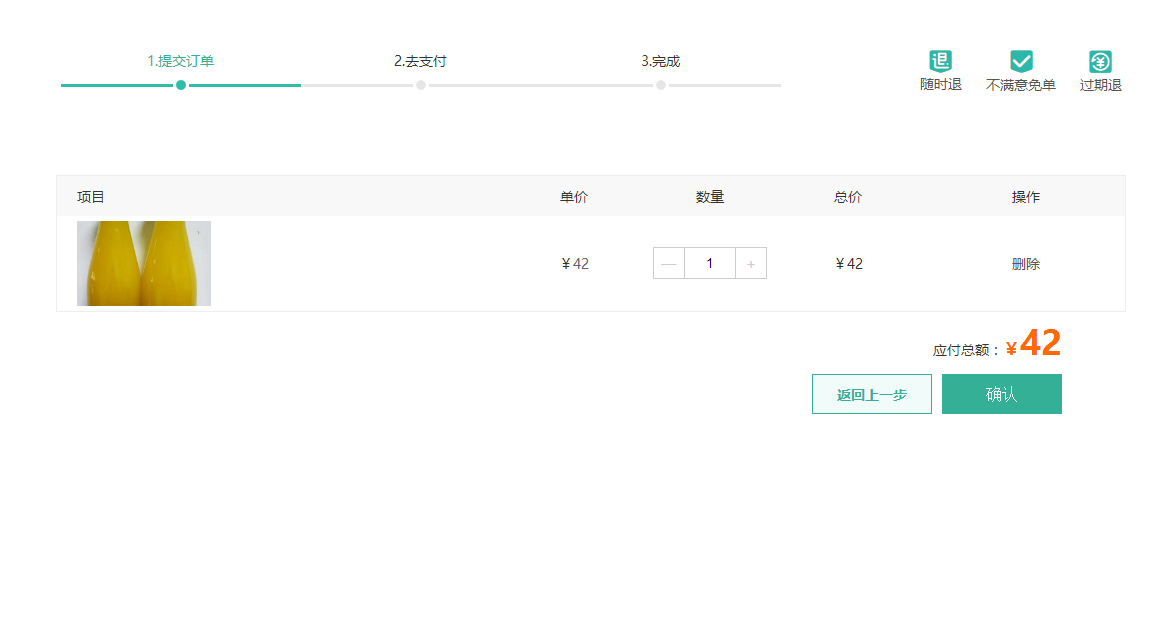 1.提交订单 2.去支付 3.完成
退
随时退 不满意免单 过期退
项目 单价 数量 总价 操作
¥42 — 1 + ¥42 删除
应付总额：¥42
返回上一步 确认